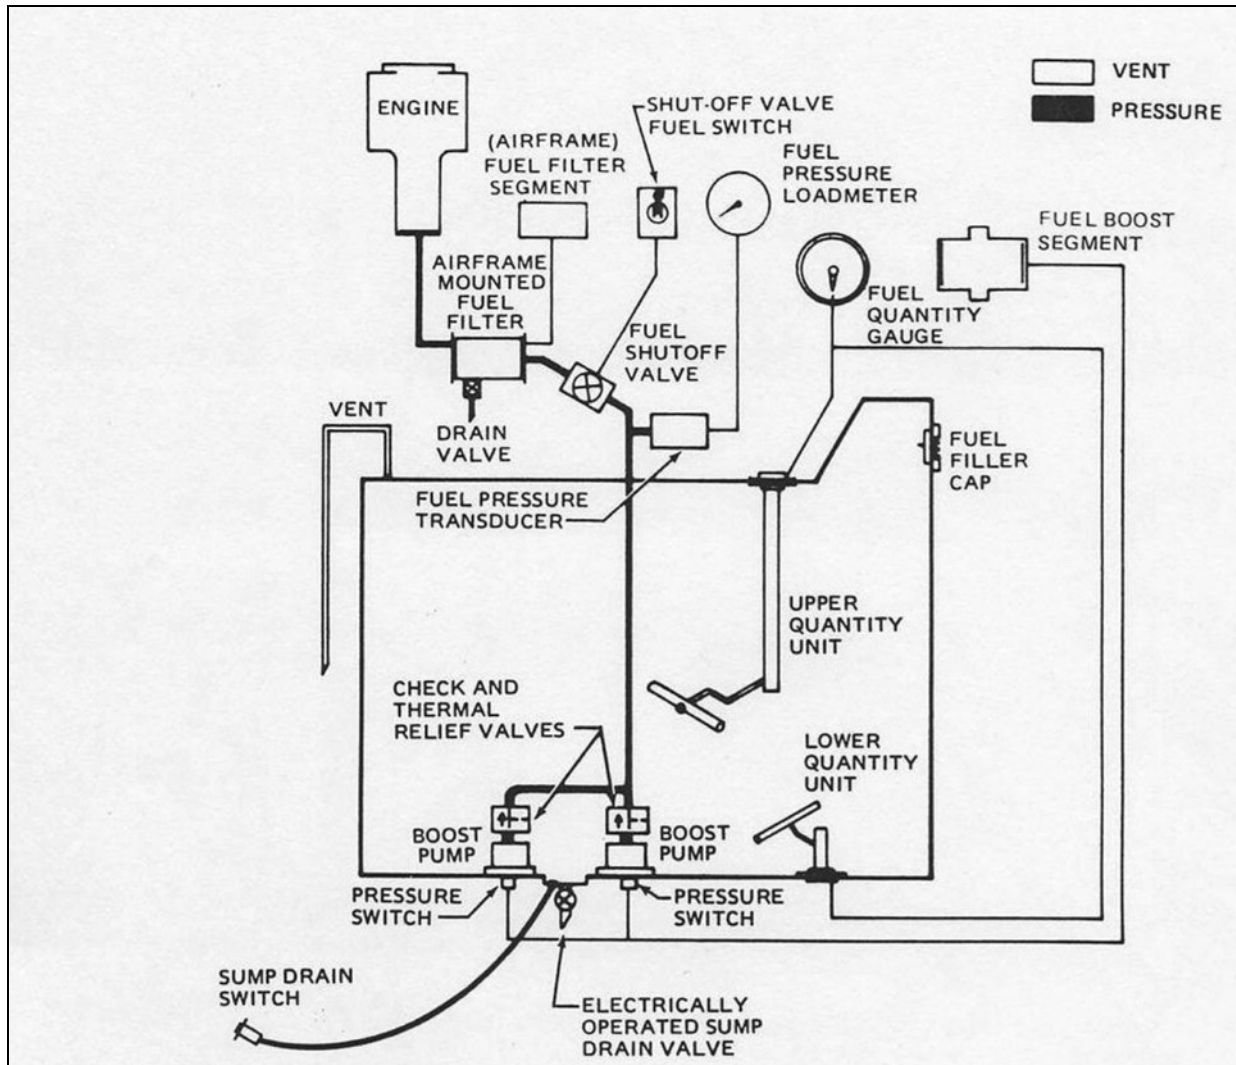 VENT
PRESSURE
ENGINE
(AIRFRAME)
FUEL FILTER
SEGMENT
SHUT-OFF VALVE
FUEL SWITCH
FUEL
PRESSURE
LOADMETER
FUEL BOOST
SEGMENT
AIRFRAME
MOUNTED
FUEL
FILTER
FUEL
SHUTOFF
VALVE
FUEL
QUANTITY
GAUGE
VENT
DRAIN
VALVE
FUEL
FILLER
CAP
FUEL PRESSURE
TRANSDUCER
UPPER
QUANTITY
UNIT
CHECK AND
THERMAL
RELIEF VALVES
LOWER
QUANTITY
UNIT
BOOST
PUMP
BOOST
PUMP
PRESSURE
SWITCH
PRESSURE
SWITCH
SUMP DRAIN
SWITCH
ELECTRICALLY
OPERATED SUMP
DRAIN VALVE